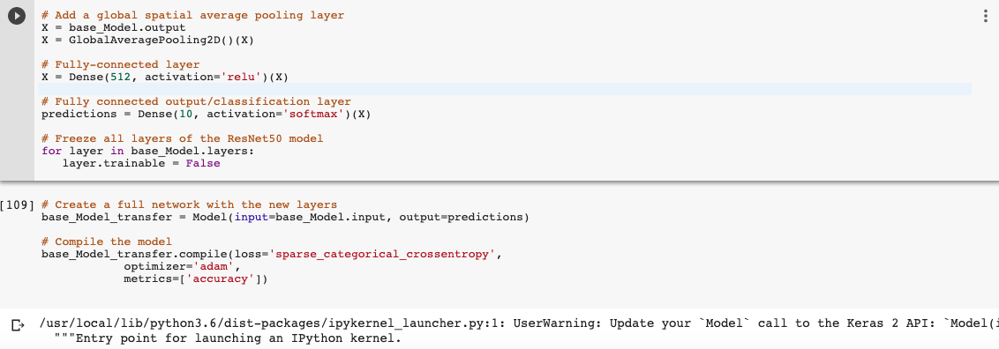 # Add a global spatial average pooling layer
X = base_Model.output
X = GlobalAveragePooling2D()(X)
# Fully-connected layer
X = Dense(512, activation='relu')(X)
# Fully connected output/classification layer
predictions = Dense(10, activation='softmax')(X)
# Freeze all layers of the ResNet50 model
for layer in base_Model.layers:
layer.trainable = False
[109] # Create a full network with the new layers
base_Model_transfer = Model(input=base_Model.input, output=predictions)
# Compile the model
base_Model_transfer.compile(loss='sparse_categorical_crossentropy',
optimizer='adam',
metrics=['accuracy'])
/usr/local/lib/python3.6/dist-packages/ipykernel_launcher.py:1: UserWarning: Update your `Model` call to the Keras 2 API: `Model(i
"""Entry point for launching an IPython kernel.